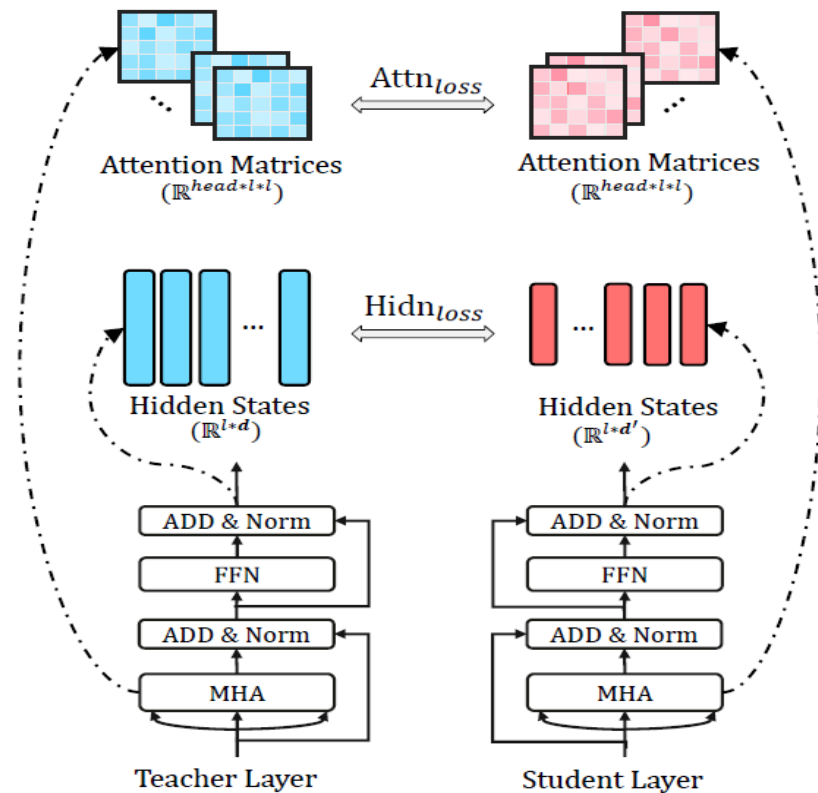 Attn_loss
Attention Matrices
(ℝ^{head*l*l})
Attention Matrices
(ℝ^{head*l*l})
...
...
Hidn_loss
...
...
Hidden States
(ℝ^{l*d})
Hidden States
(ℝ^{l*d'})
ADD & Norm
FFN
ADD & Norm
MHA
Teacher Layer
ADD & Norm
FFN
ADD & Norm
MHA
Student Layer